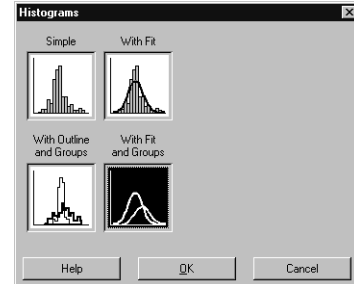 Histograms
Simple
With Fit
With Outline
and Groups
With Fit
and Groups
Help
OK
Cancel